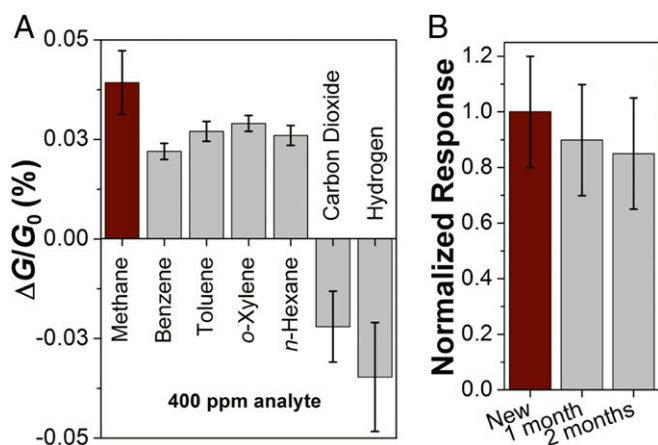 A
ΔG/G0 (%)
0.05
0.03
0.00
-0.03
-0.05
Methane
Benzene
Toluene
o-Xylene
n-Hexane
Carbon Dioxide
Hydrogen
400 ppm analyte
B
Normalized Response
1.2
1.0
0.8
0.6
0.4
0.2
0.0
New
1 month
2 months